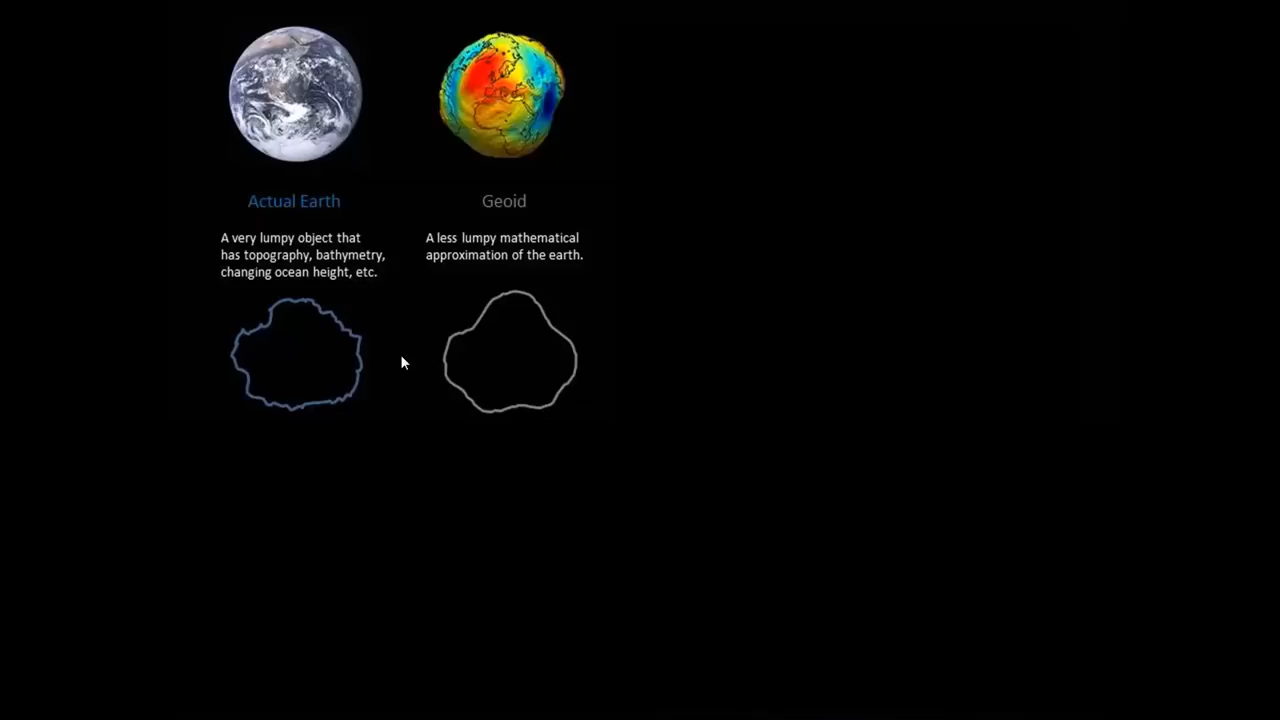 Actual Earth
A very lumpy object that
has topography, bathymetry,
changing ocean height, etc.
Geoid
A less lumpy mathematical
approximation of the earth.